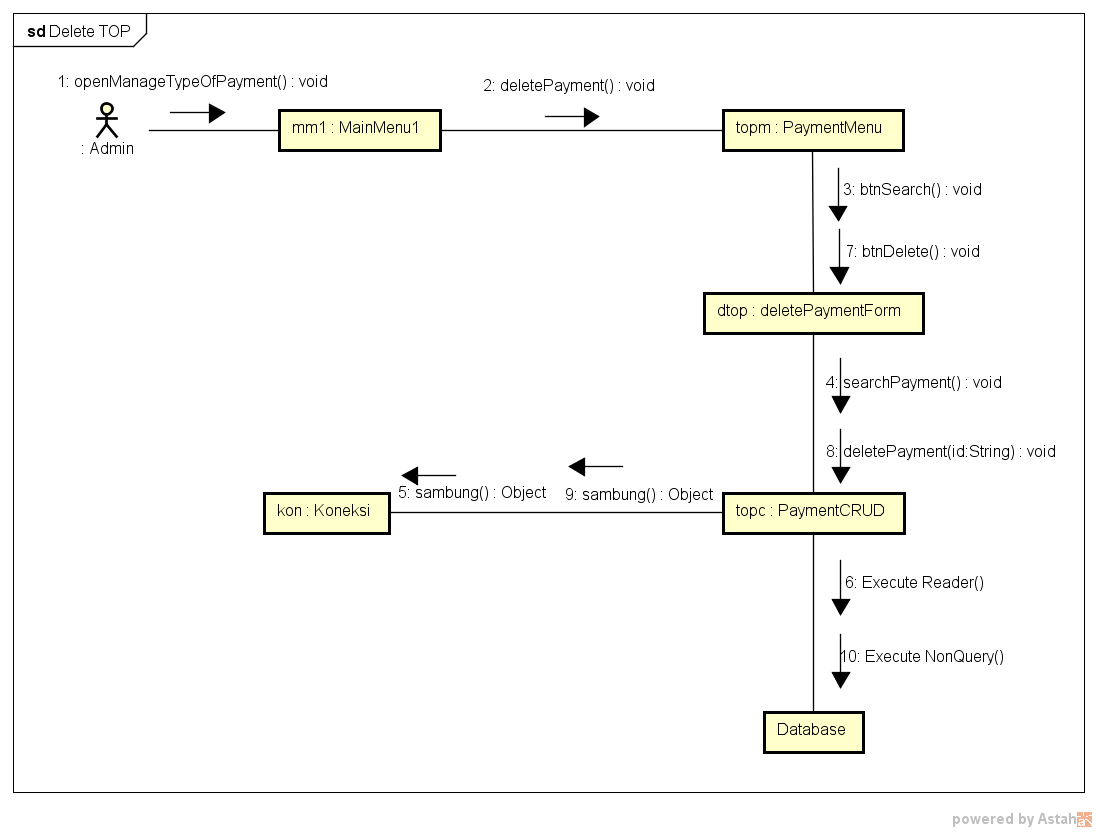 sd Delete TOP
1: openManageTypeOfPayment() : void
2: deletePayment() : void
: Admin
mm1 : MainMenu1
topm : PaymentMenu
3: btnSearch() : void
7: btnDelete() : void
dtop : deletePaymentForm
4: searchPayment() : void
8: deletePayment(id:String) : void
5: sambung() : Object
9: sambung() : Object
kon : Koneksi
topc : PaymentCRUD
6: Execute Reader()
10: Execute NonQuery()
Database
powered by Astah